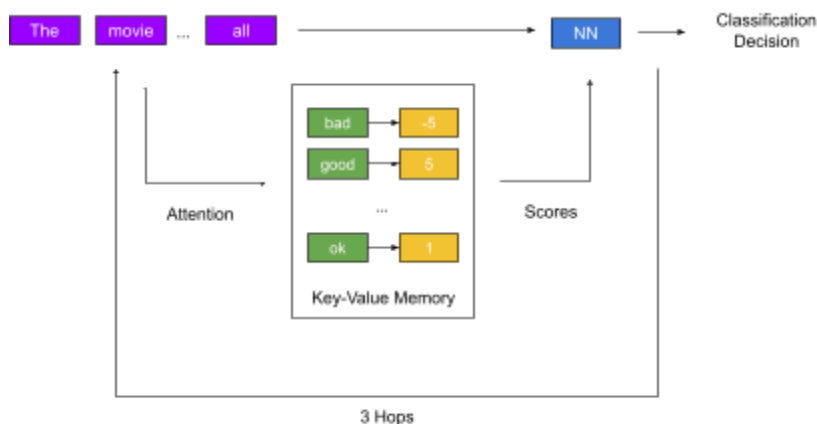 The movie ... all
NN
Classification
Decision
bad -5
good 5
...
ok 1
Attention
Scores
Key-Value Memory
3 Hops